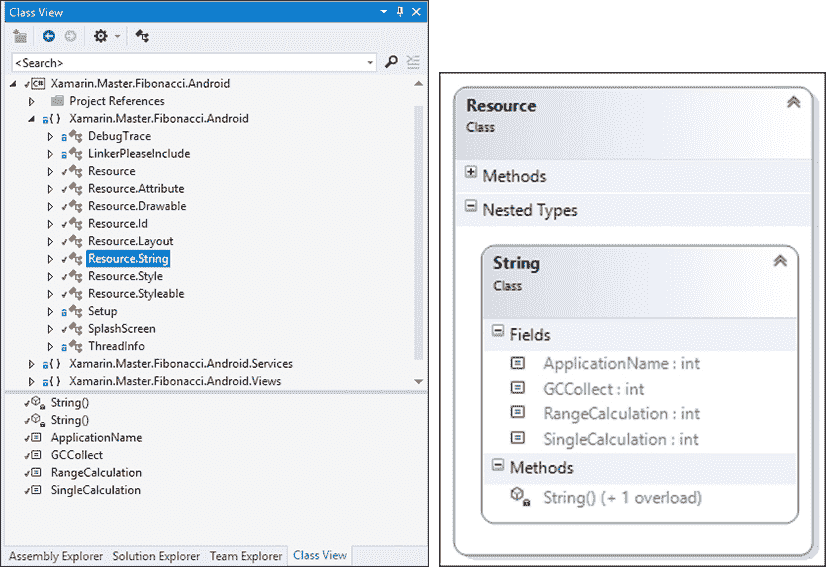 Class View
<Search>
C#
Xamarin.Master.Fibonacci.Android
Project References
{ } Xamarin.Master.Fibonacci.Android
DebugTrace
LinkerPleaseInclude
Resource
Resource.Attribute
Resource.Drawable
Resource.Id
Resource.Layout
Resource.String
Resource.Style
Resource.Styleable
Setup
SplashScreen
ThreadInfo
{ } Xamarin.Master.Fibonacci.Android.Services
{ } Xamarin.Master.Fibonacci.Android.Views
String()
String()
ApplicationName
GCCollect
RangeCalculation
SingleCalculation
Assembly Explorer Solution Explorer Team Explorer Class View
Resource
Class
Methods
Nested Types
String
Class
Fields
ApplicationName : int
GCCollect : int
RangeCalculation : int
SingleCalculation : int
Methods
String() (+ 1 overload)